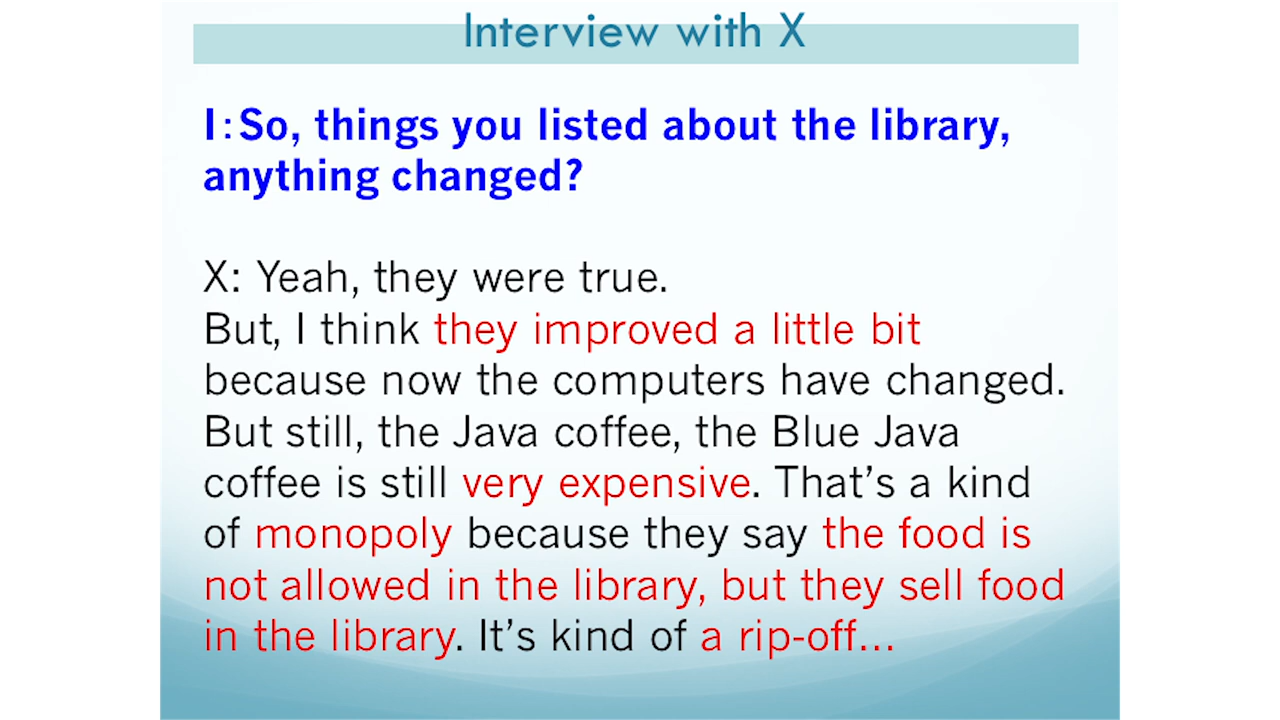 Interview with X
I:So, things you listed about the library,
anything changed?
X: Yeah, they were true.
But, I think they improved a little bit
because now the computers have changed.
But still, the Java coffee, the Blue Java
coffee is still very expensive. That’s a kind
of monopoly because they say the food is
not allowed in the library, but they sell food
in the library. It’s kind of a rip-off...